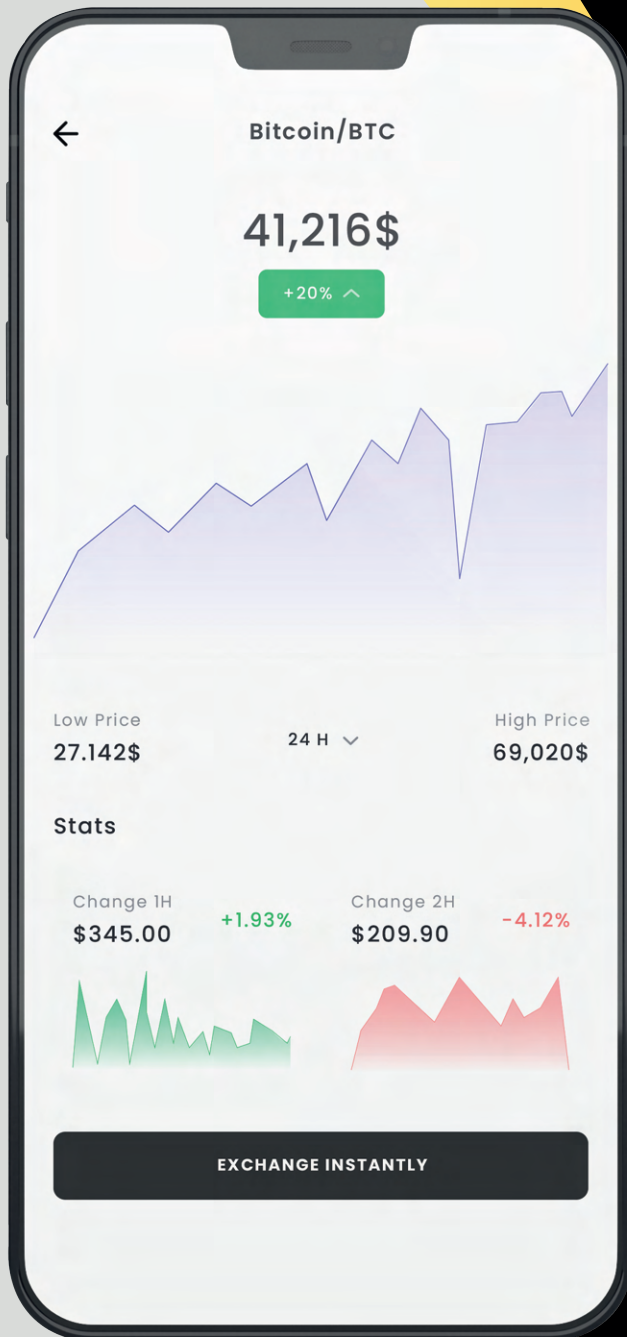 Bitcoin/BTC
41,216$
+20%
Low Price
27.142$
24 H
High Price
69,020$
Stats
Change 1H
$345.00
+1.93%
Change 2H
$209.90
-4.12%
EXCHANGE INSTANTLY